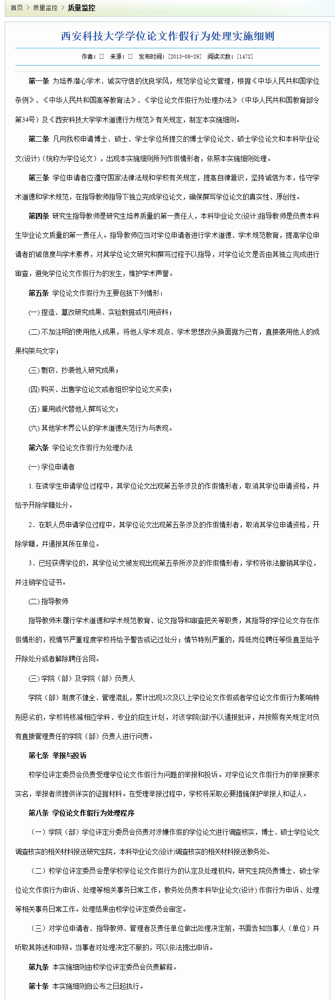 首页 > 质量监控 > 质量监控
西安科技大学学位论文作假行为处理实施细则
作者：[] 来源：[] 发布时间：[2013-08-29] 阅读次数：[1472]
第一条 为培养潜心学术、诚实守信的优良学风，规范学位论文管理，根据《中华人民共和国学位
条例》、《中华人民共和国高等教育法》、《学位论文作假行为处理办法》（中华人民共和国教育部令
第34号）及《西安科技大学学术道德行为规范》有关规定，制定本实施细则。
第二条 凡向我校申请博士、硕士、学士学位所提交的博士学位论文、硕士学位论文和本科毕业论
文(设计)（统称为学位论文），出现本实施细则所列作假情形者，依照本实施细则处理。
第三条 学位申请者应遵守国家法律法规和学校有关规定，提高自律意识，坚持诚信为本，恪守学
术道德和学术规范，在指导教师指导下独立完成学位论文，确保撰写学位论文的真实性、原创性。
第四条 研究生指导教师是研究生培养质量的第一责任人，本科毕业论文(设计)指导教师是负责本科
生毕业论文质量的第一责任人。指导教师应当对学位申请者进行学术道德、学术规范教育，提高学位申
请者的诚信度与学术素养，对其学位论文研究和撰写过程予以指导，对学位论文是否由其独立完成进行
审查，避免学位论文作假行为的发生，维护学术声誉。
第五条 学位论文作假行为主要包括下列情形：
(一) 捏造、篡改研究成果、实验数据或引用资料；
(二) 不加注明的使用他人成果，将他人学术观点、学术思想改头换面据为己有，直接袭用他人的成
果构架与文字；
(三) 剽窃、抄袭他人研究成果；
(四) 购买、出售学位论文或者组织学位论文买卖；
(五) 雇用或代替他人撰写论文；
(六) 其他学术界公认的学术道德失范行为与表现。
第六条 学位论文作假行为处理办法
(一) 学位申请者
1. 在读学生申请学位过程中，其学位论文出现第五条涉及的作假情形者，取消其学位申请资格，并
给予开除学籍处分。
2．在职人员申请学位过程中，其学位论文出现第五条涉及的作假情形者，取消其学位申请资格，开
除学籍，并通报其所在单位。
3．已经获得学位的，其学位论文被发现出现第五条所涉及的作假情形者，学校将依法撤销其学位，
并注销学位证书。
(二) 指导教师
指导教师未履行学术道德和学术规范教育、论文指导和审查把关等职责，其指导的学位论文存在作
假情形的，视情节严重程度学校将给予警告或记过处分；情节特别严重的，降低岗位聘任等级直至给予
开除处分或者解除聘任合同。
(三) 学院（部）及学院（部）负责人
学院（部）制度不健全、管理混乱，累计出现3次及以上学位论文作假或者学位论文作假行为影响特
别恶劣的，学校将核减相应学科、专业的招生计划，对该学院(部)予以通报批评，并按照有关规定对负
有直接管理责任的学院（部）负责人进行问责。
第七条 举报与投诉
校学位评定委员会负责受理学位论文作假行为问题的举报和投诉。对学位论文作假行为的举报要求
实名，举报者须提供详实的证据材料。在受理举报过程中，学校将采取必要措施保护举报人和证人。
第八条 学位论文作假行为处理程序
（一）学院（部）学位评定分委员会负责对涉嫌作假的学位论文进行调查核实，博士、硕士学位论文
调查核实的相关材料报送研究生院，本科毕业论文(设计)调查核实的相关材料报送教务处。
（二）校学位评定委员会是学校学位论文作假行为的认定及处理机构，研究生院负责博士、硕士学
位论文作假行为申诉、处理等相关事务日常工作，教务处负责本科毕业论文(设计) 作假行为申诉、处理
等相关事务日常工作。处理结果由校学位评定委员会审定。
（三）对学位申请者、指导教师、管理者及责任单位做出处理决定前，书面告知当事人（单位）并
听取其陈述和申辩。当事者对处理决定不服的，可以依法提出申诉。
第九条 本实施细则由校学位评定委员会负责解释。
第十条 本实施细则自公布之日起执行。